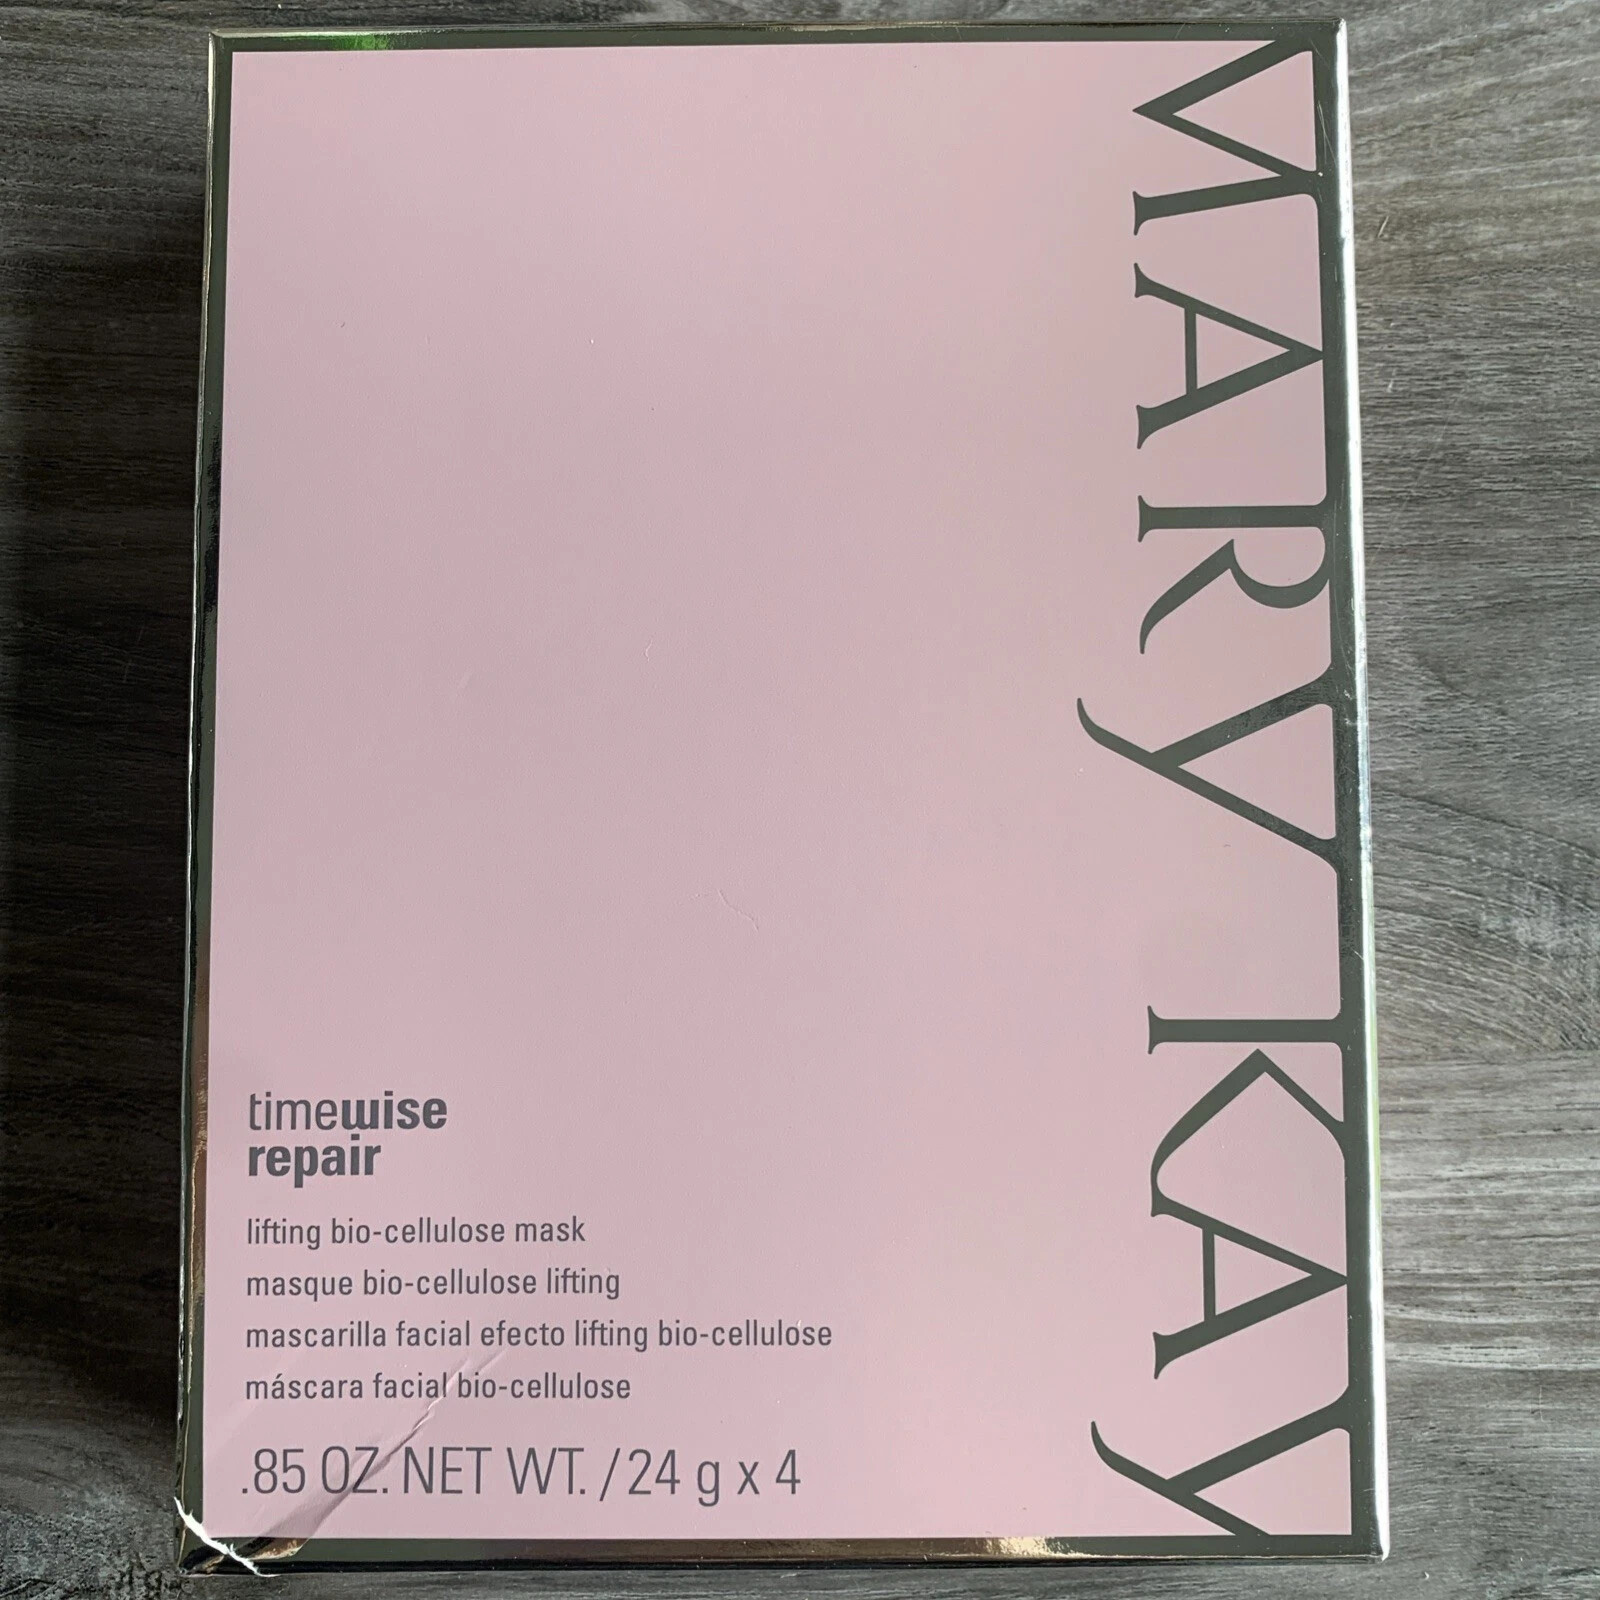 MARY KAY
timewise
repair
lifting bio-cellulose mask
masque bio-cellulose lifting
mascarilla facial efecto lifting bio-cellulose
máscara facial bio-cellulose
.85 OZ. NET WT. / 24 g x 4